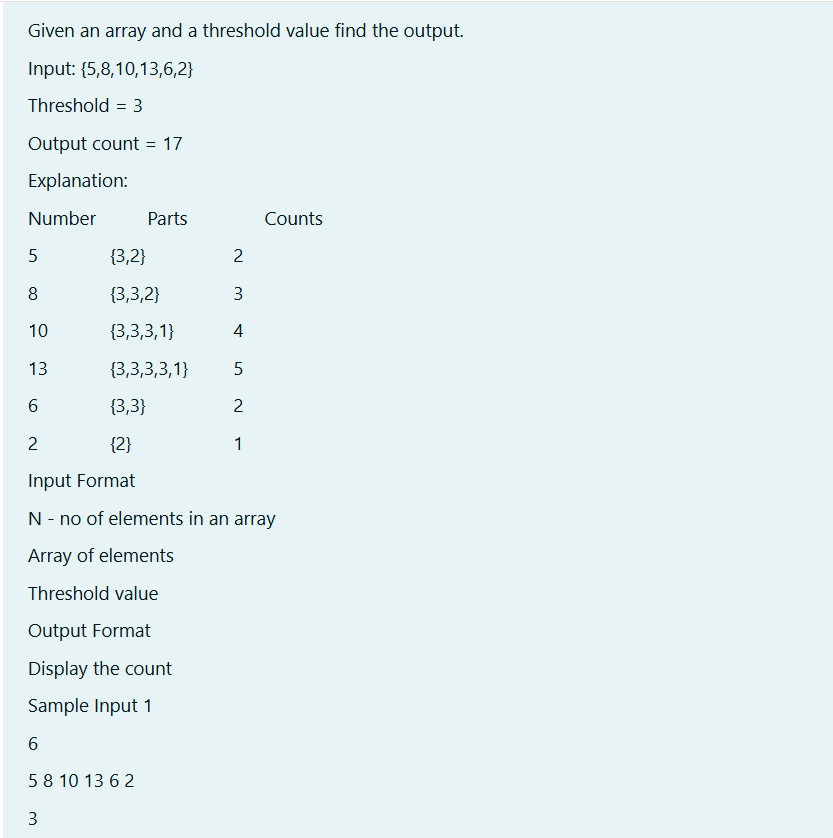 Given an array and a threshold value find the output.
Input: {5,8,10,13,6,2}
Threshold = 3
Output count = 17
Explanation:
Number Parts Counts
5 {3,2} 2
8 {3,3,2} 3
10 {3,3,3,1} 4
13 {3,3,3,3,1} 5
6 {3,3} 2
2 {2} 1
Input Format
N - no of elements in an array
Array of elements
Threshold value
Output Format
Display the count
Sample Input 1
6
5 8 10 13 6 2
3